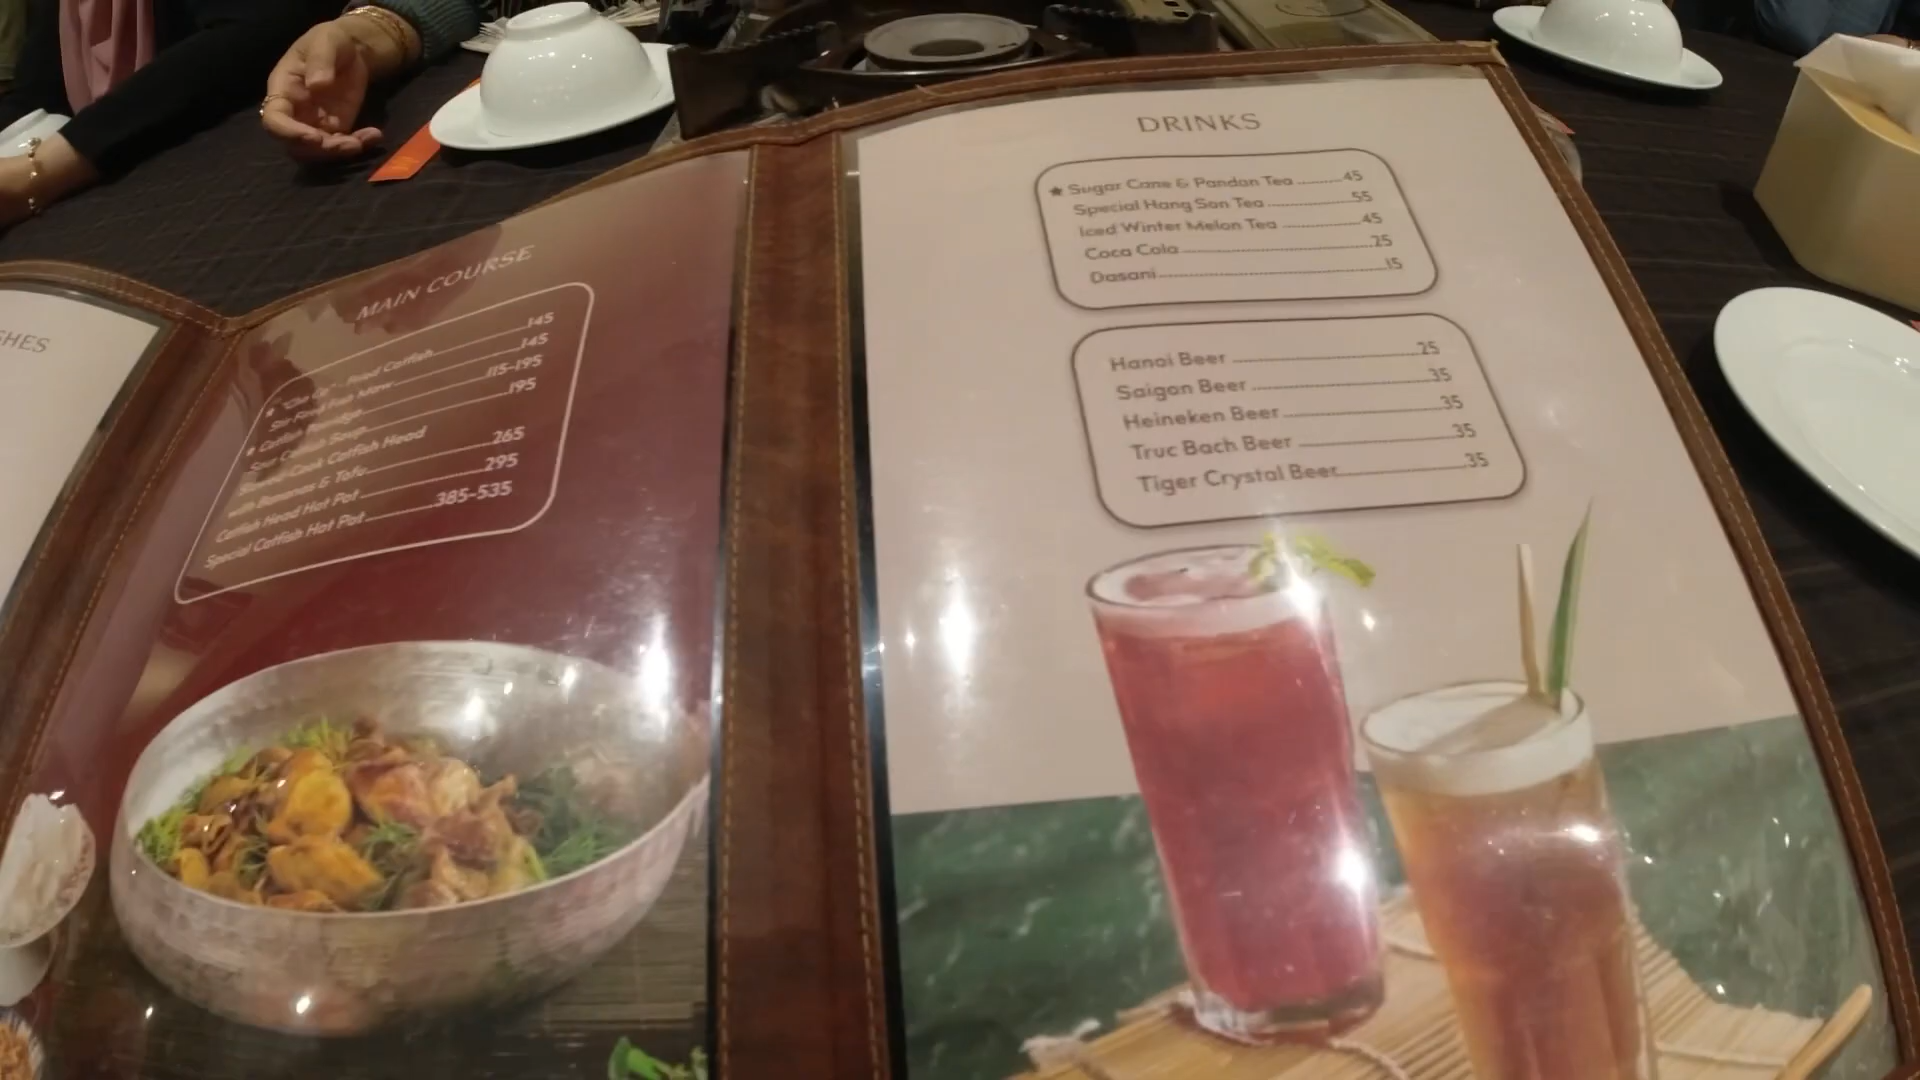 SHES
MAIN COURSE
★ "Cha Ca" - Fried Catfish 145
Stir-Fried Fish Maw 145
★ Catfish Porridge 115-195
Sour Catfish Soup 195
Catfish Head
with Bananas & Tofu 265
Catfish Head Hot Pot 295
Special Catfish Hot Pot 385-535
DRINKS
★ Sugar Cane & Pandan Tea 45
Special Hang Son Tea 55
Iced Winter Melon Tea 45
Coca Cola 25
Dasani 15
Hanoi Beer 25
Saigon Beer 35
Heineken Beer 35
Truc Bach Beer 35
Tiger Crystal Beer 35